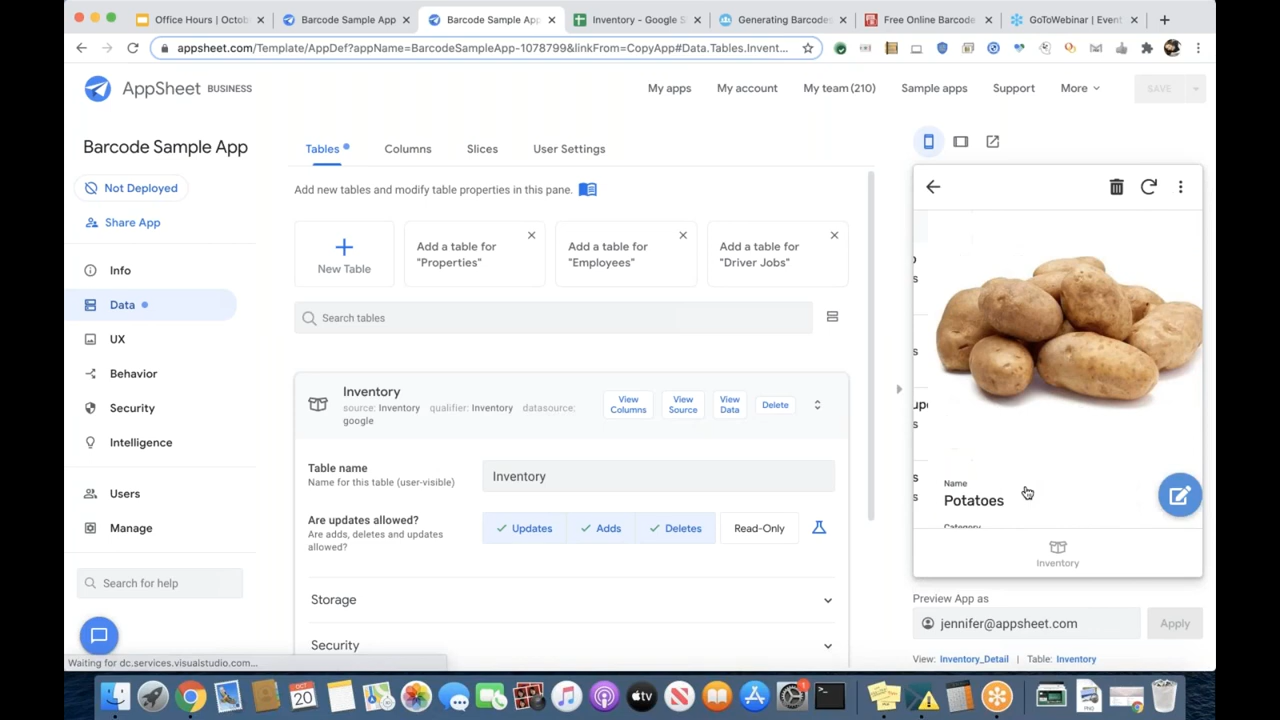 Office Hours | Octob
Barcode Sample App
Barcode Sample App
Inventory - Google S
Generating Barcodes
Free Online Barcode
GoToWebinar | Event
appsheet.com/Template/AppDef?appName=BarcodeSampleApp-1078799&linkFrom=CopyApp#Data.Tables.Invent...
AppSheet BUSINESS
My apps
My account
My team (210)
Sample apps
Support
More
SAVE
Barcode Sample App
Not Deployed
Share App
Info
Data
UX
Behavior
Security
Intelligence
Users
Manage
Search for help
Tables
Columns
Slices
User Settings
Add new tables and modify table properties in this pane.
New Table
Add a table for
"Properties"
Add a table for
"Employees"
Add a table for
"Driver Jobs"
Search tables
Inventory
source: Inventory qualifier: Inventory datasource:
google
View
Columns
View
Source
View
Data
Delete
Table name
Name for this table (user-visible)
Inventory
Are updates allowed?
Are adds, deletes and updates
allowed?
Updates
Adds
Deletes
Read-Only
Storage
Security
Name
Potatoes
Category
Inventory
Preview App as
jennifer@appsheet.com
Apply
View: Inventory_Detail | Table: Inventory
Waiting for dc.services.visualstudio.com...
OCT
20
tv